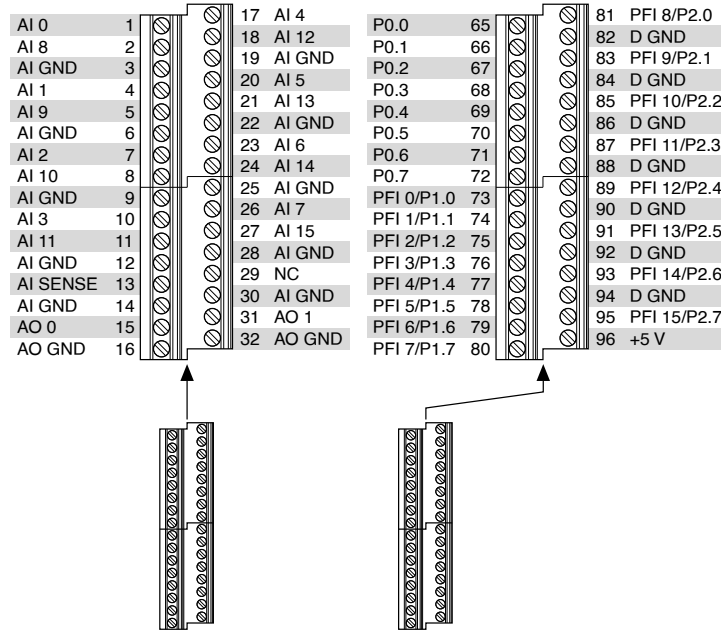 AI 0 1
AI 8 2
AI GND 3
AI 1 4
AI 9 5
AI GND 6
AI 2 7
AI 10 8
AI GND 9
AI 3 10
AI 11 11
AI GND 12
AI SENSE 13
AI GND 14
AO 0 15
AO GND 16
17 AI 4
18 AI 12
19 AI GND
20 AI 5
21 AI 13
22 AI GND
23 AI 6
24 AI 14
25 AI GND
26 AI 7
27 AI 15
28 AI GND
29 NC
30 AI GND
31 AO 1
32 AO GND
P0.0 65
P0.1 66
P0.2 67
P0.3 68
P0.4 69
P0.5 70
P0.6 71
P0.7 72
PFI 0/P1.0 73
PFI 1/P1.1 74
PFI 2/P1.2 75
PFI 3/P1.3 76
PFI 4/P1.4 77
PFI 5/P1.5 78
PFI 6/P1.6 79
PFI 7/P1.7 80
81 PFI 8/P2.0
82 D GND
83 PFI 9/P2.1
84 D GND
85 PFI 10/P2.2
86 D GND
87 PFI 11/P2.3
88 D GND
89 PFI 12/P2.4
90 D GND
91 PFI 13/P2.5
92 D GND
93 PFI 14/P2.6
94 D GND
95 PFI 15/P2.7
96 +5 V